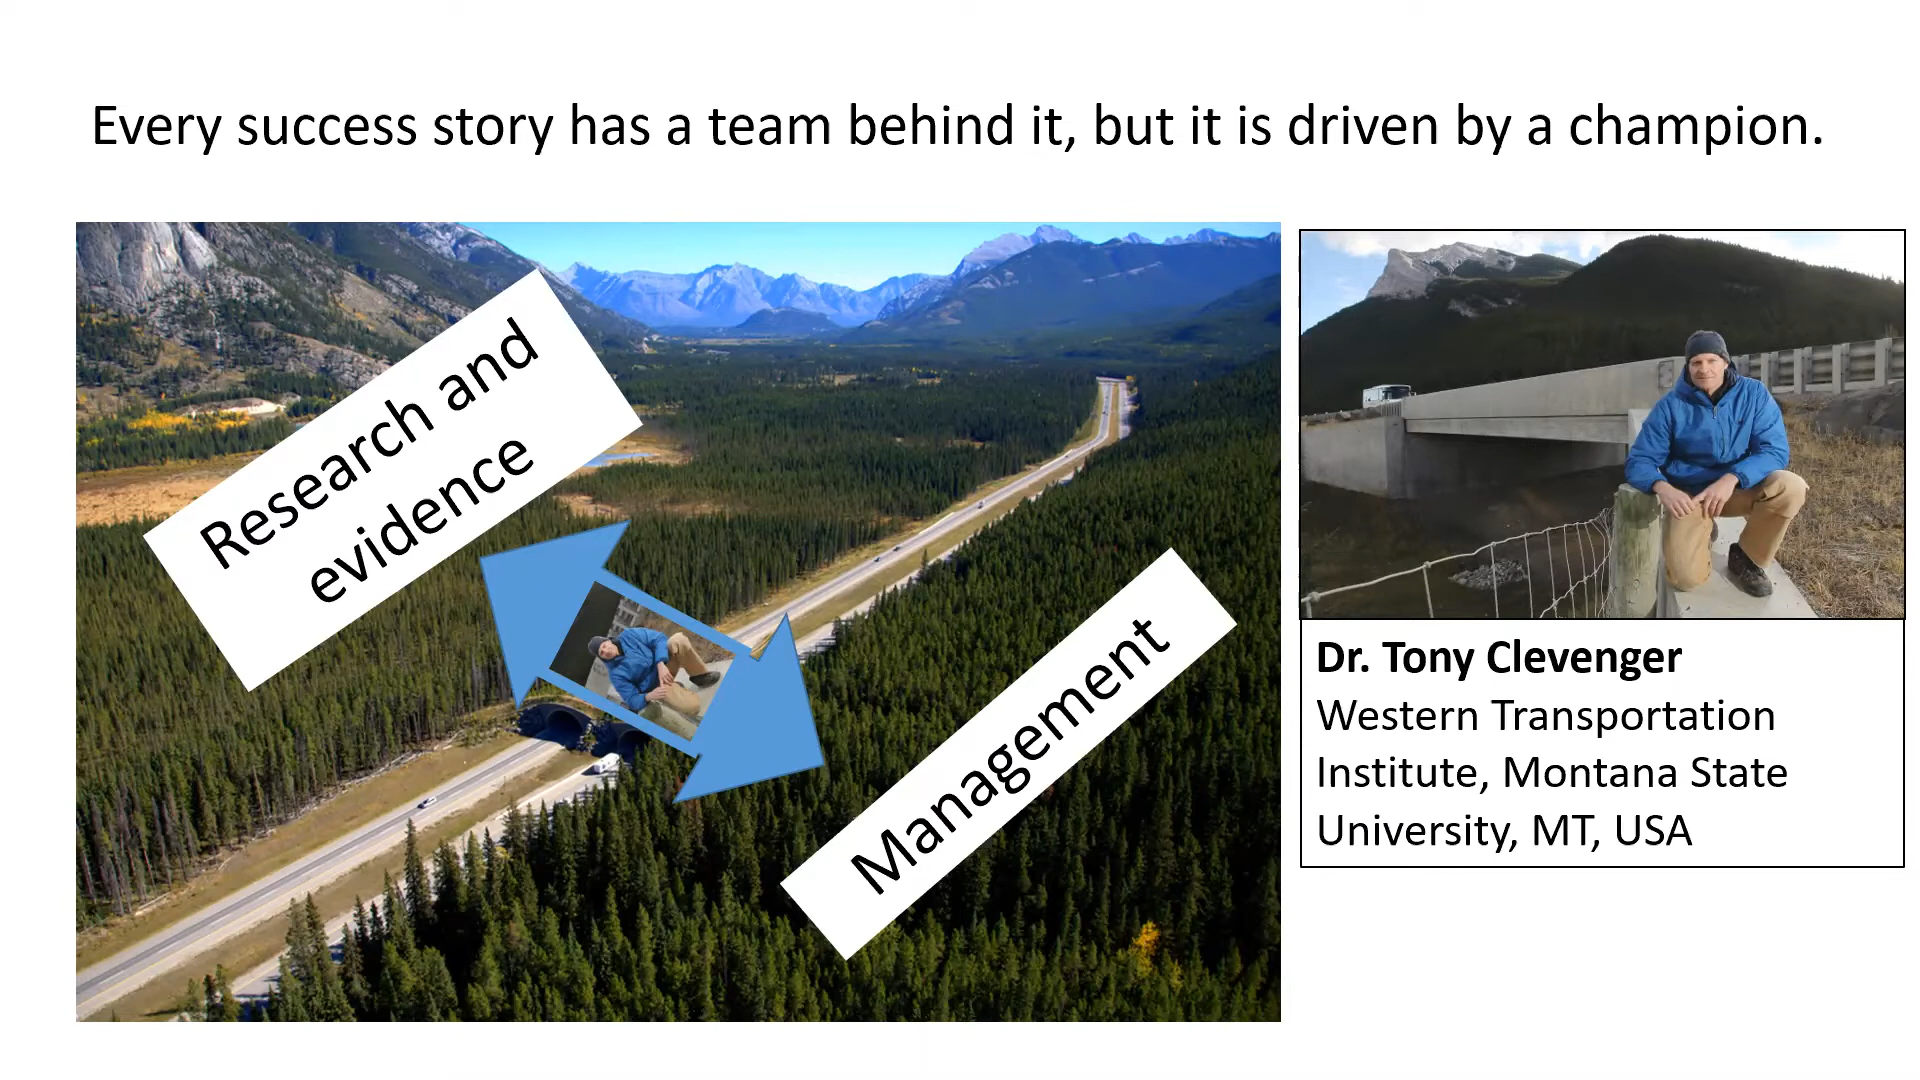 Every success story has a team behind it, but it is driven by a champion.
Research and
evidence
Management
Dr. Tony Clevenger
Western Transportation
Institute, Montana State
University, MT, USA